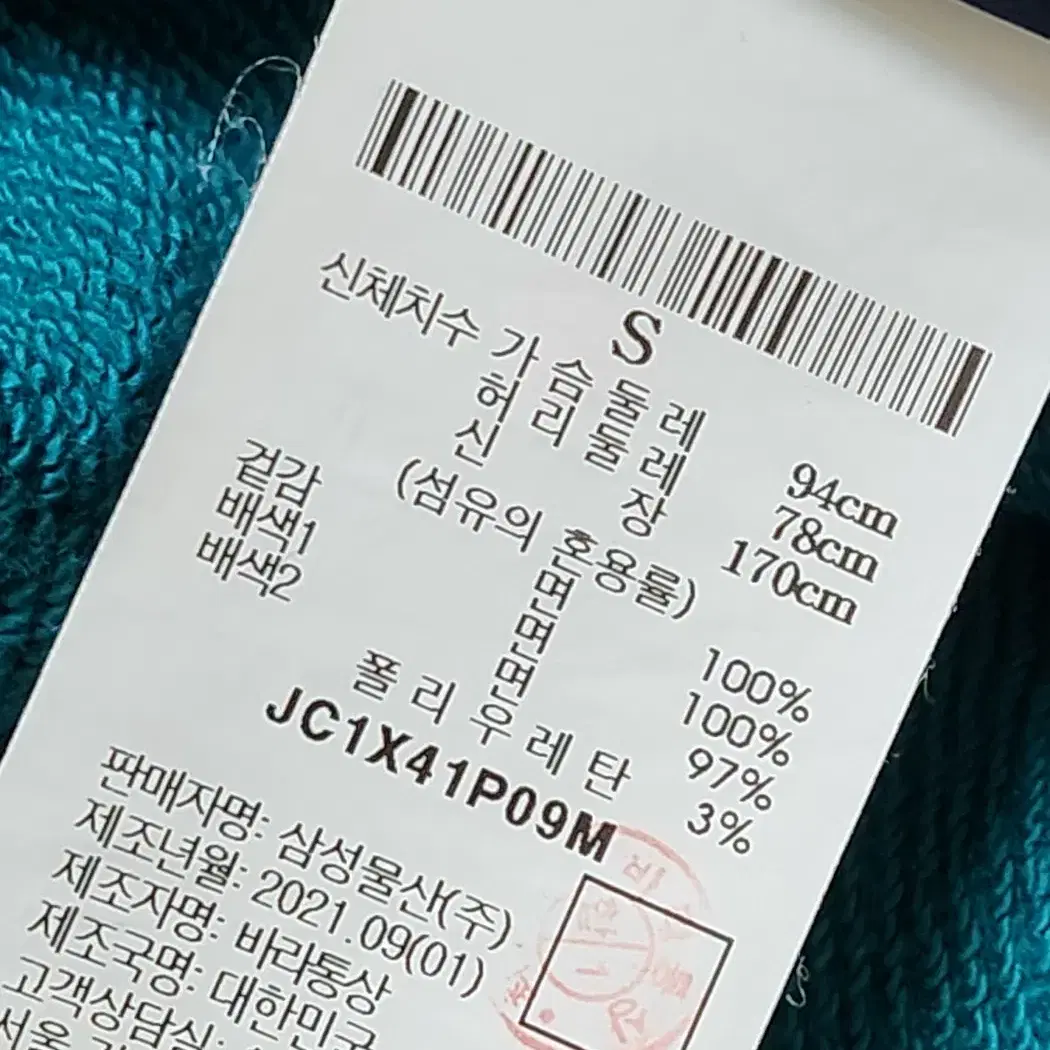 S
신체치수 가슴둘레 94cm
허리둘레 78cm
신장 170cm
(섬유의 혼용률)
겉감 면 100%
배색1 면 100%
배색2 면 97%
폴리우레탄 3%
JC1X41P09M
판매자명: 삼성물산(주)
제조년월: 2021.09(01)
제조자명: 바라통상
제조국명: 대한민국
고객상담실:
서울